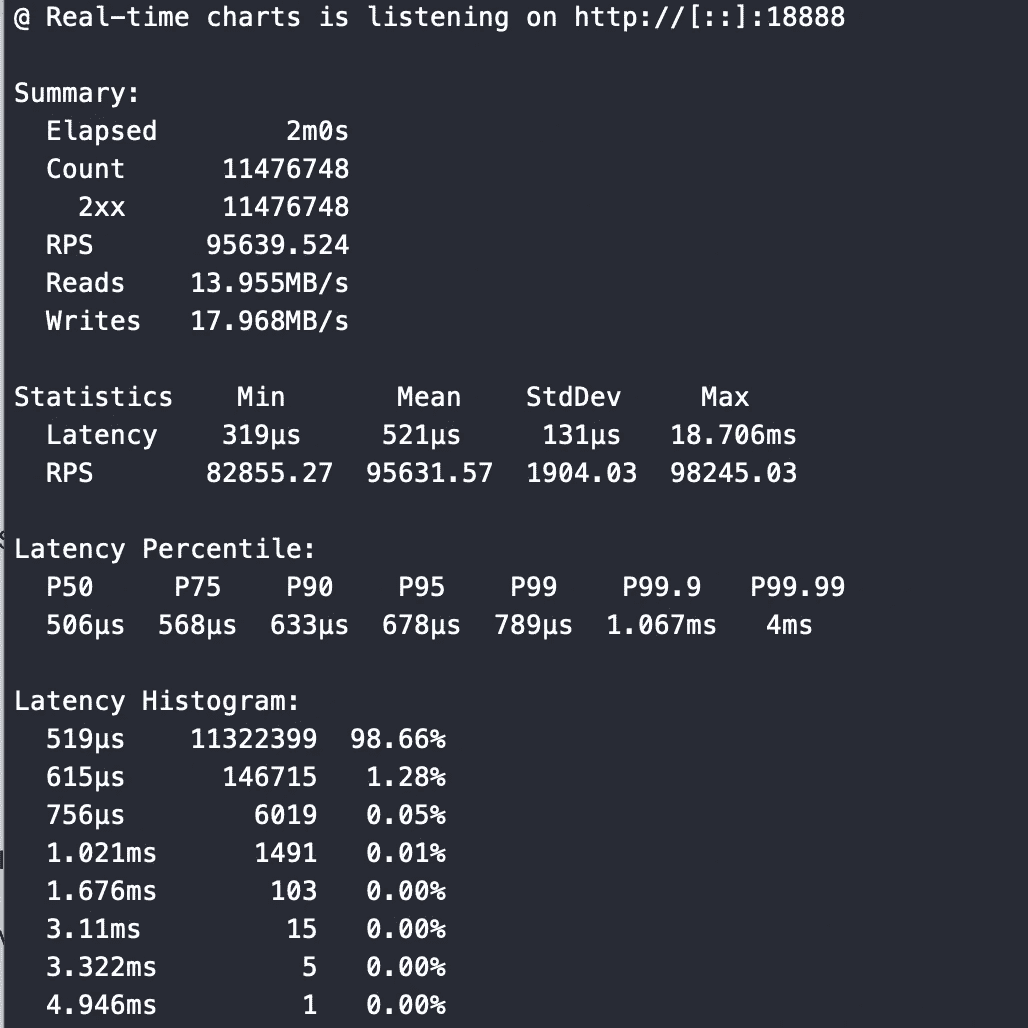 @ Real-time charts is listening on http://[::]:18888
Summary:
Elapsed 2m0s
Count 11476748
2xx 11476748
RPS 95639.524
Reads 13.955MB/s
Writes 17.968MB/s
Statistics Min Mean StdDev Max
Latency 319µs 521µs 131µs 18.706ms
RPS 82855.27 95631.57 1904.03 98245.03
Latency Percentile:
P50 P75 P90 P95 P99 P99.9 P99.99
506µs 568µs 633µs 678µs 789µs 1.067ms 4ms
Latency Histogram:
519µs 11322399 98.66%
615µs 146715 1.28%
756µs 6019 0.05%
1.021ms 1491 0.01%
1.676ms 103 0.00%
3.11ms 15 0.00%
3.322ms 5 0.00%
4.946ms 1 0.00%